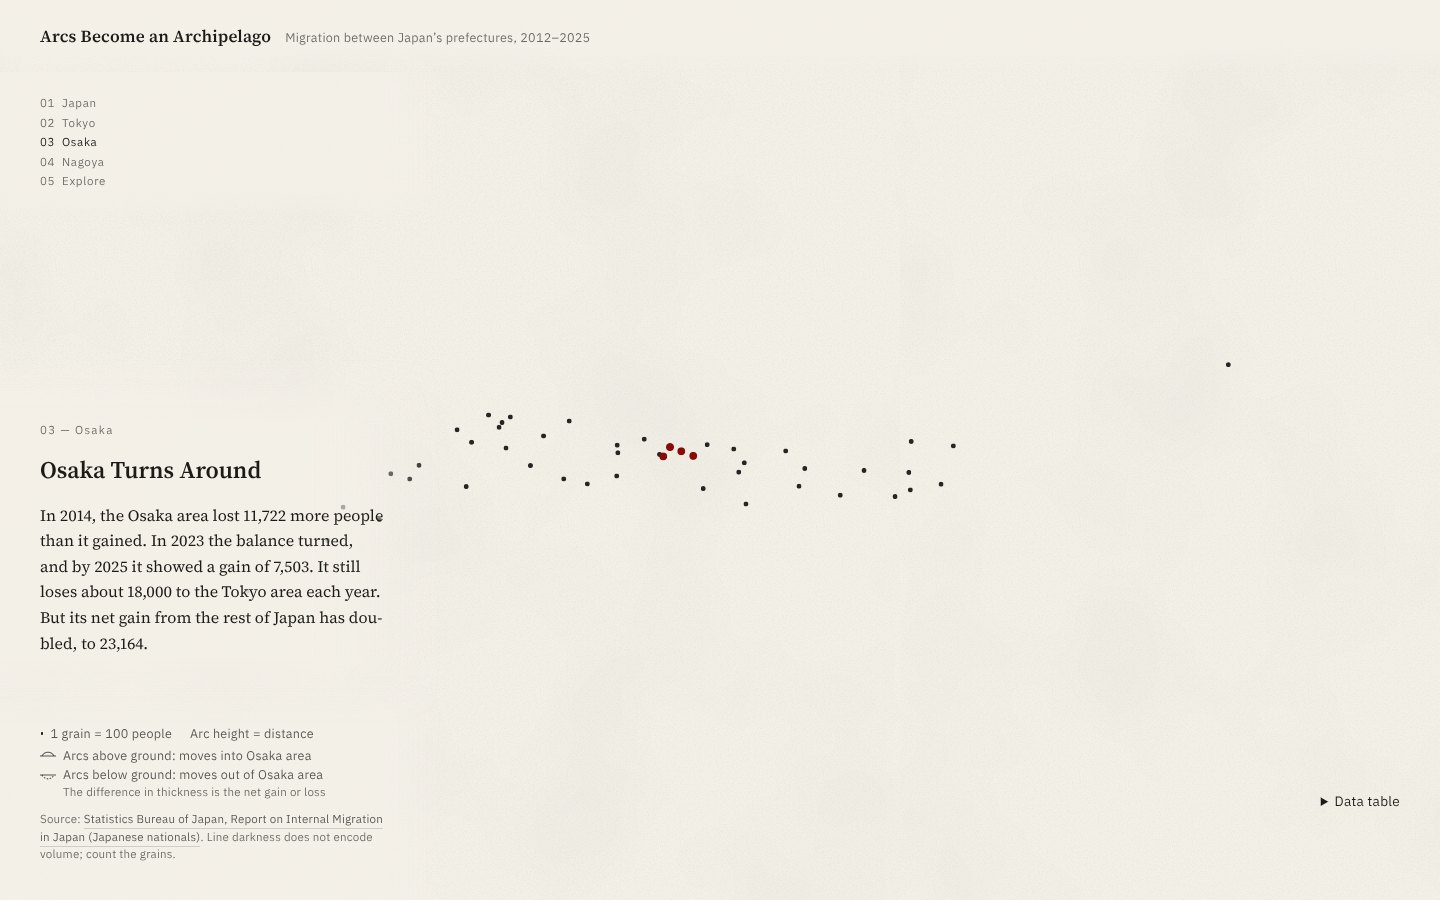 Arcs Become an Archipelago Migration between Japan's prefectures, 2012–2025
01 Japan
02 Tokyo
03 Osaka
04 Nagoya
05 Explore
03 — Osaka
Osaka Turns Around
In 2014, the Osaka area lost 11,722 more people
than it gained. In 2023 the balance turned,
and by 2025 it showed a gain of 7,503. It still
loses about 18,000 to the Tokyo area each year.
But its net gain from the rest of Japan has dou-
bled, to 23,164.
1 grain = 100 people Arc height = distance
Arcs above ground: moves into Osaka area
Arcs below ground: moves out of Osaka area
The difference in thickness is the net gain or loss
Source: Statistics Bureau of Japan, Report on Internal Migration
in Japan (Japanese nationals). Line darkness does not encode
volume; count the grains.
Data table